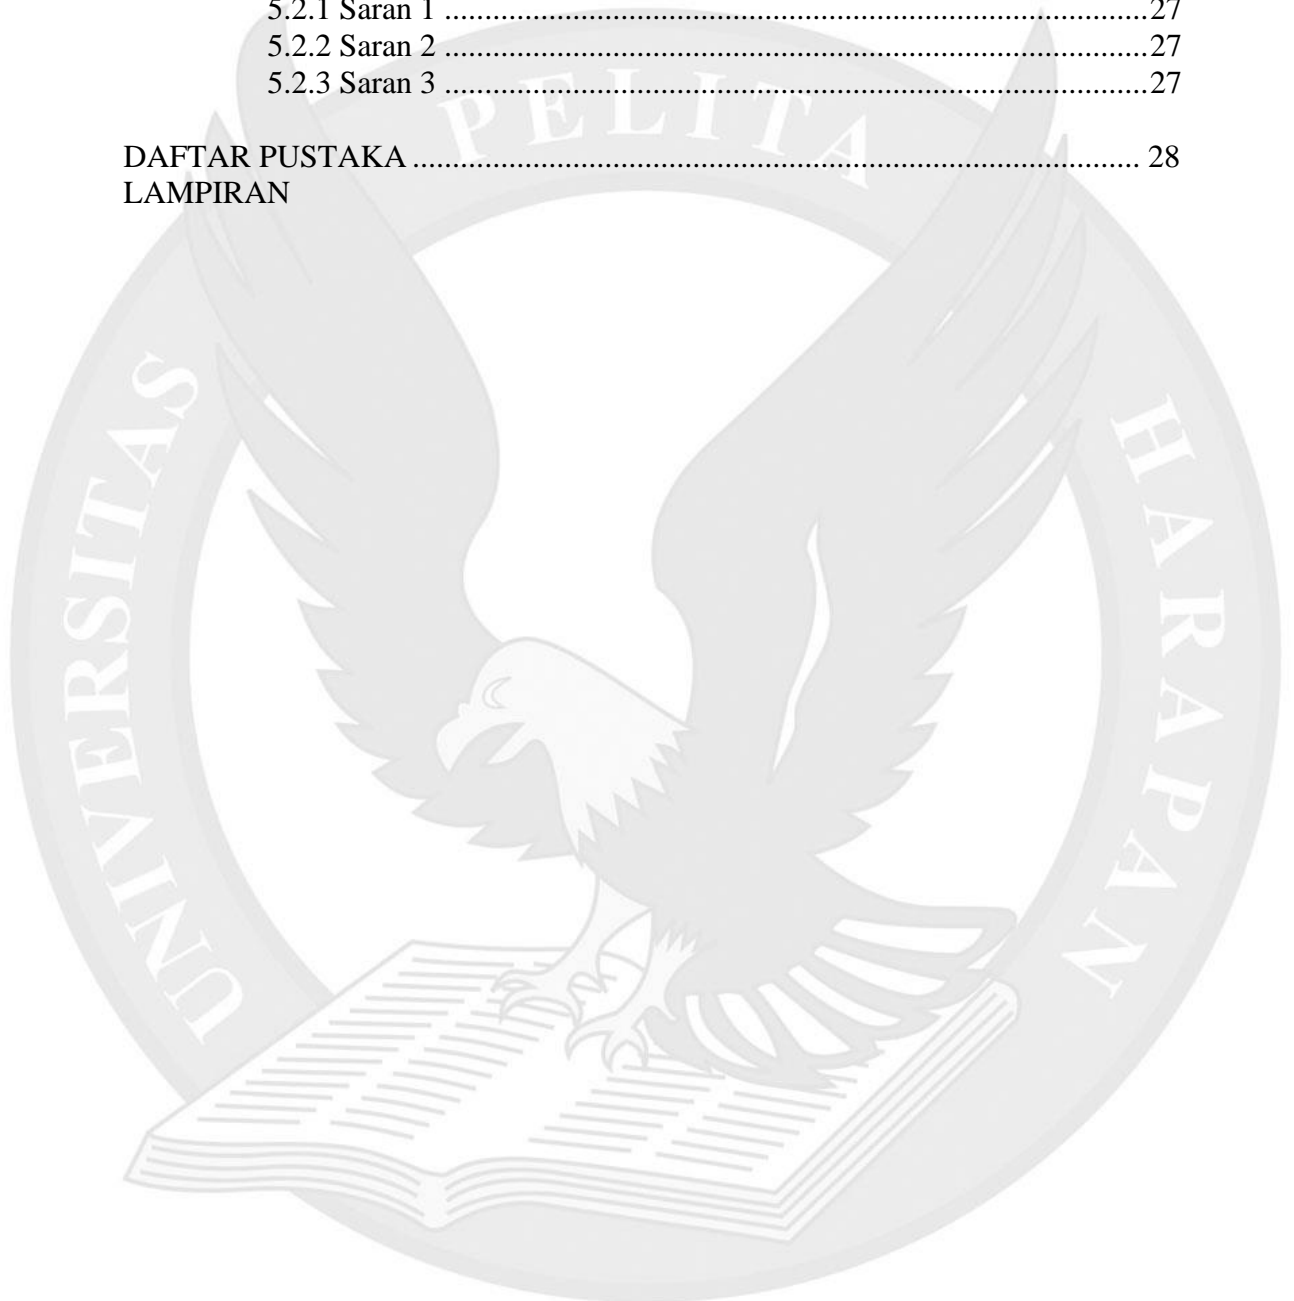 5.2.1 Saran 1 ....................................................................................... 27
5.2.2 Saran 2 ....................................................................................... 27
5.2.3 Saran 3 ....................................................................................... 27
DAFTAR PUSTAKA .......................................................................................... 28
LAMPIRAN
UNIVERSITAS PELITA HARAPAN